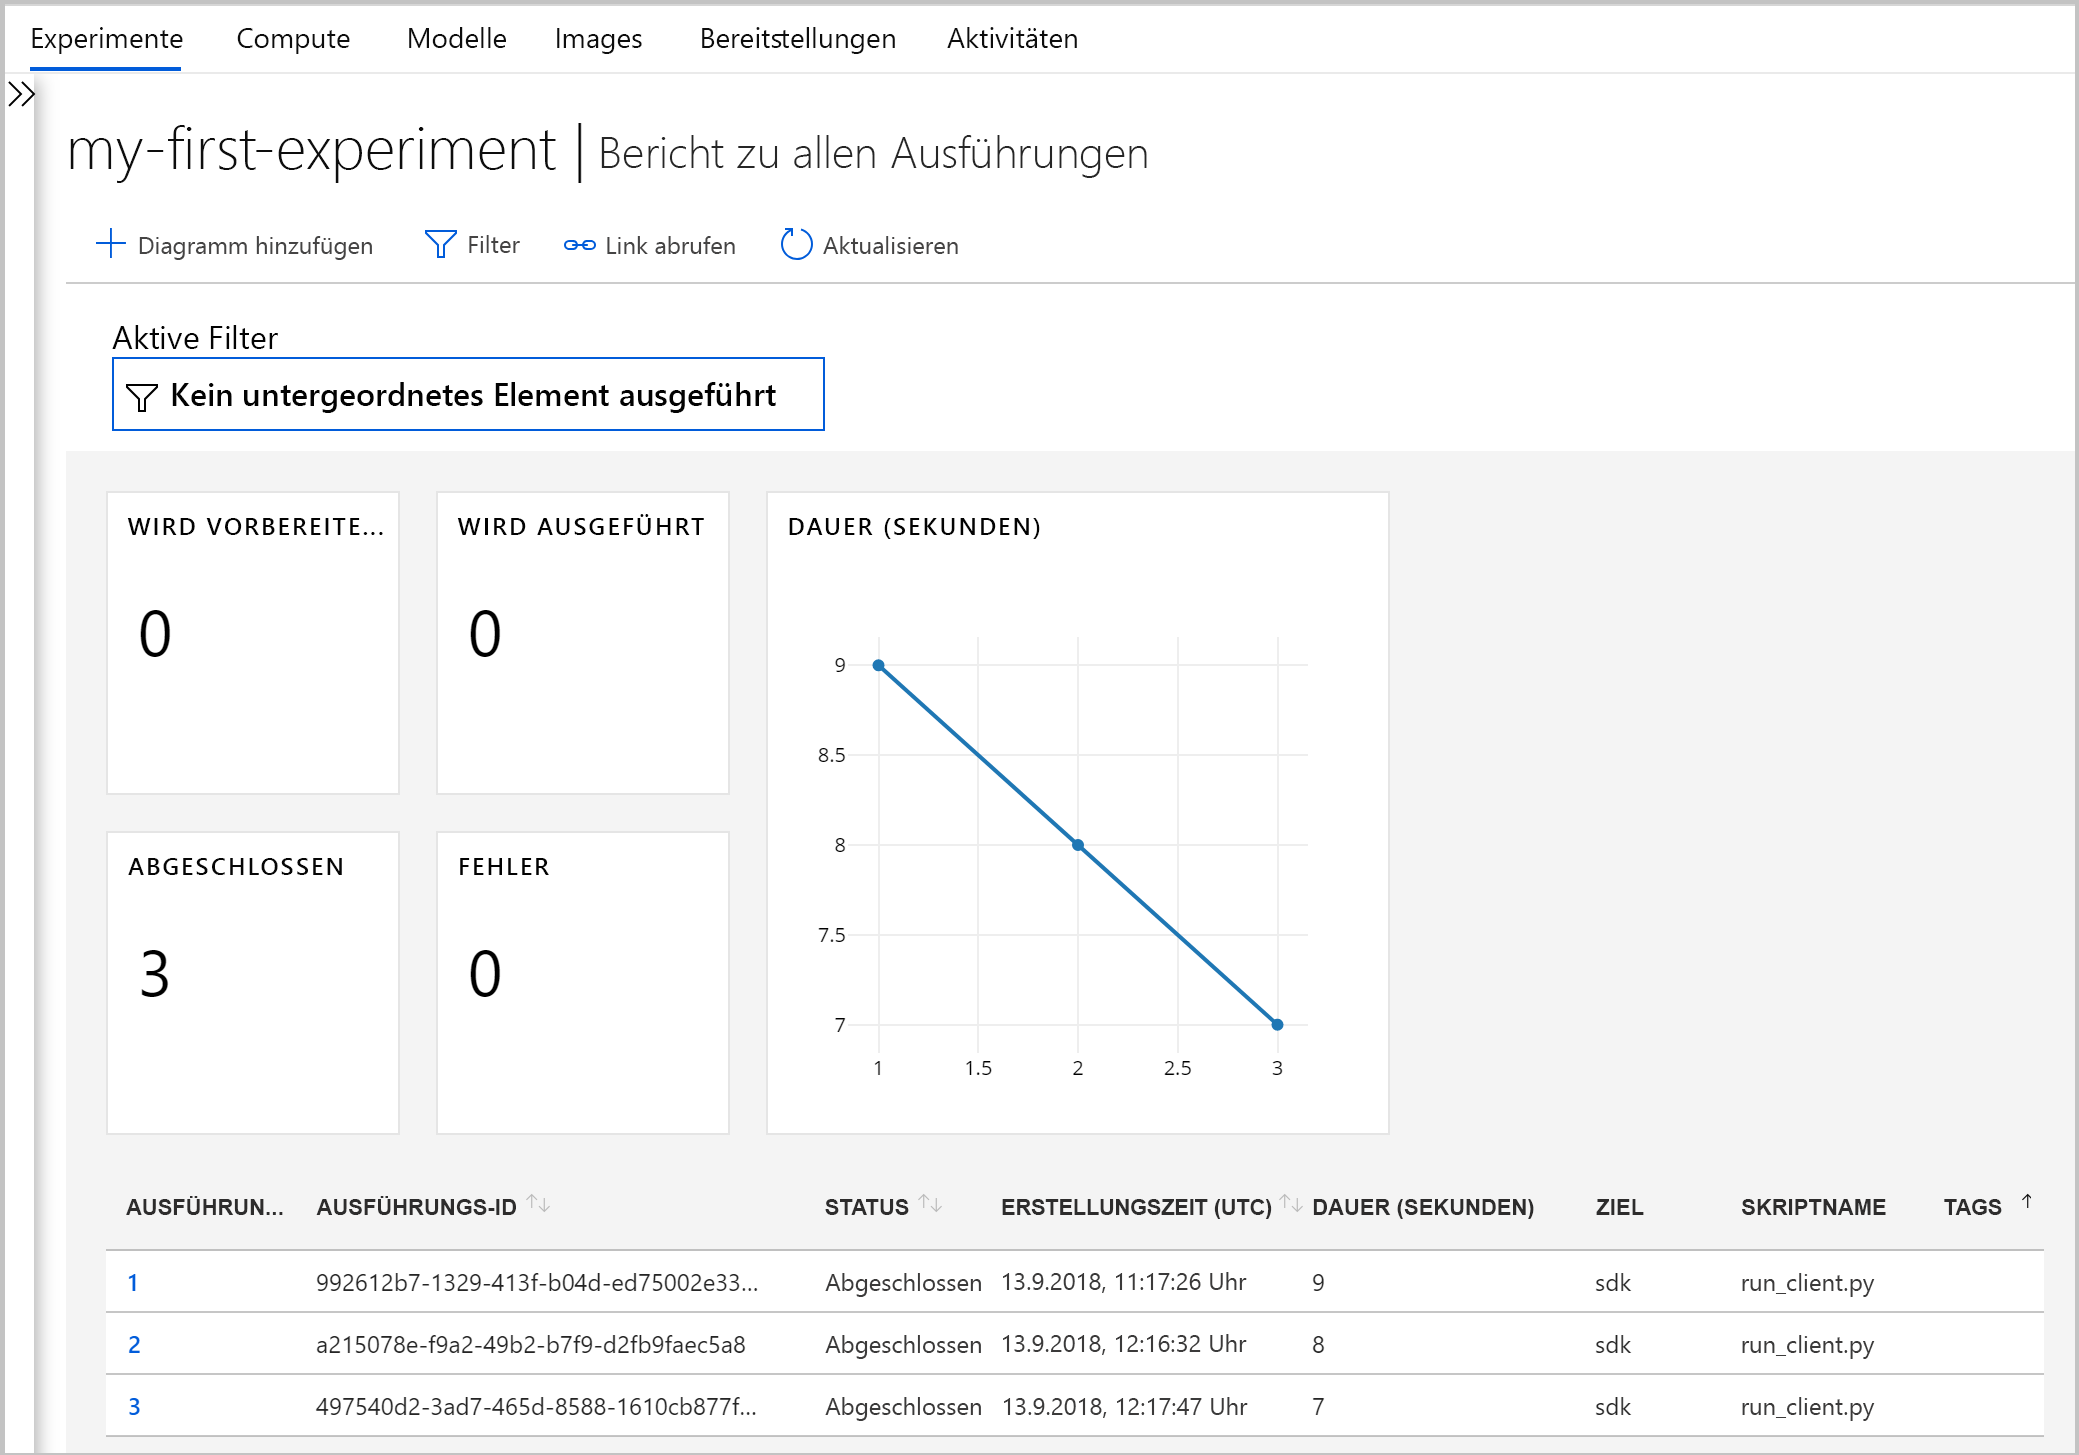 Experimente Compute Modelle Images Bereitstellungen Aktivitäten
my-first-experiment | Bericht zu allen Ausführungen
Diagramm hinzufügen Filter Link abrufen Aktualisieren
Aktive Filter
Kein untergeordnetes Element ausgeführt
WIRD VORBEREITE...
0
WIRD AUSGEFÜHRT
0
ABGESCHLOSSEN
3
FEHLER
0
DAUER (SEKUNDEN)
9
8.5
8
7.5
7
1 1.5 2 2.5 3
AUSFÜHRUN... AUSFÜHRUNGS-ID STATUS ERSTELLUNGSZEIT (UTC) DAUER (SEKUNDEN) ZIEL SKRIPTNAME TAGS
1 992612b7-1329-413f-b04d-ed75002e33... Abgeschlossen 13.9.2018, 11:17:26 Uhr 9 sdk run_client.py
2 a215078e-f9a2-49b2-b7f9-d2fb9faec5a8 Abgeschlossen 13.9.2018, 12:16:32 Uhr 8 sdk run_client.py
3 497540d2-3ad7-465d-8588-1610cb877f... Abgeschlossen 13.9.2018, 12:17:47 Uhr 7 sdk run_client.py